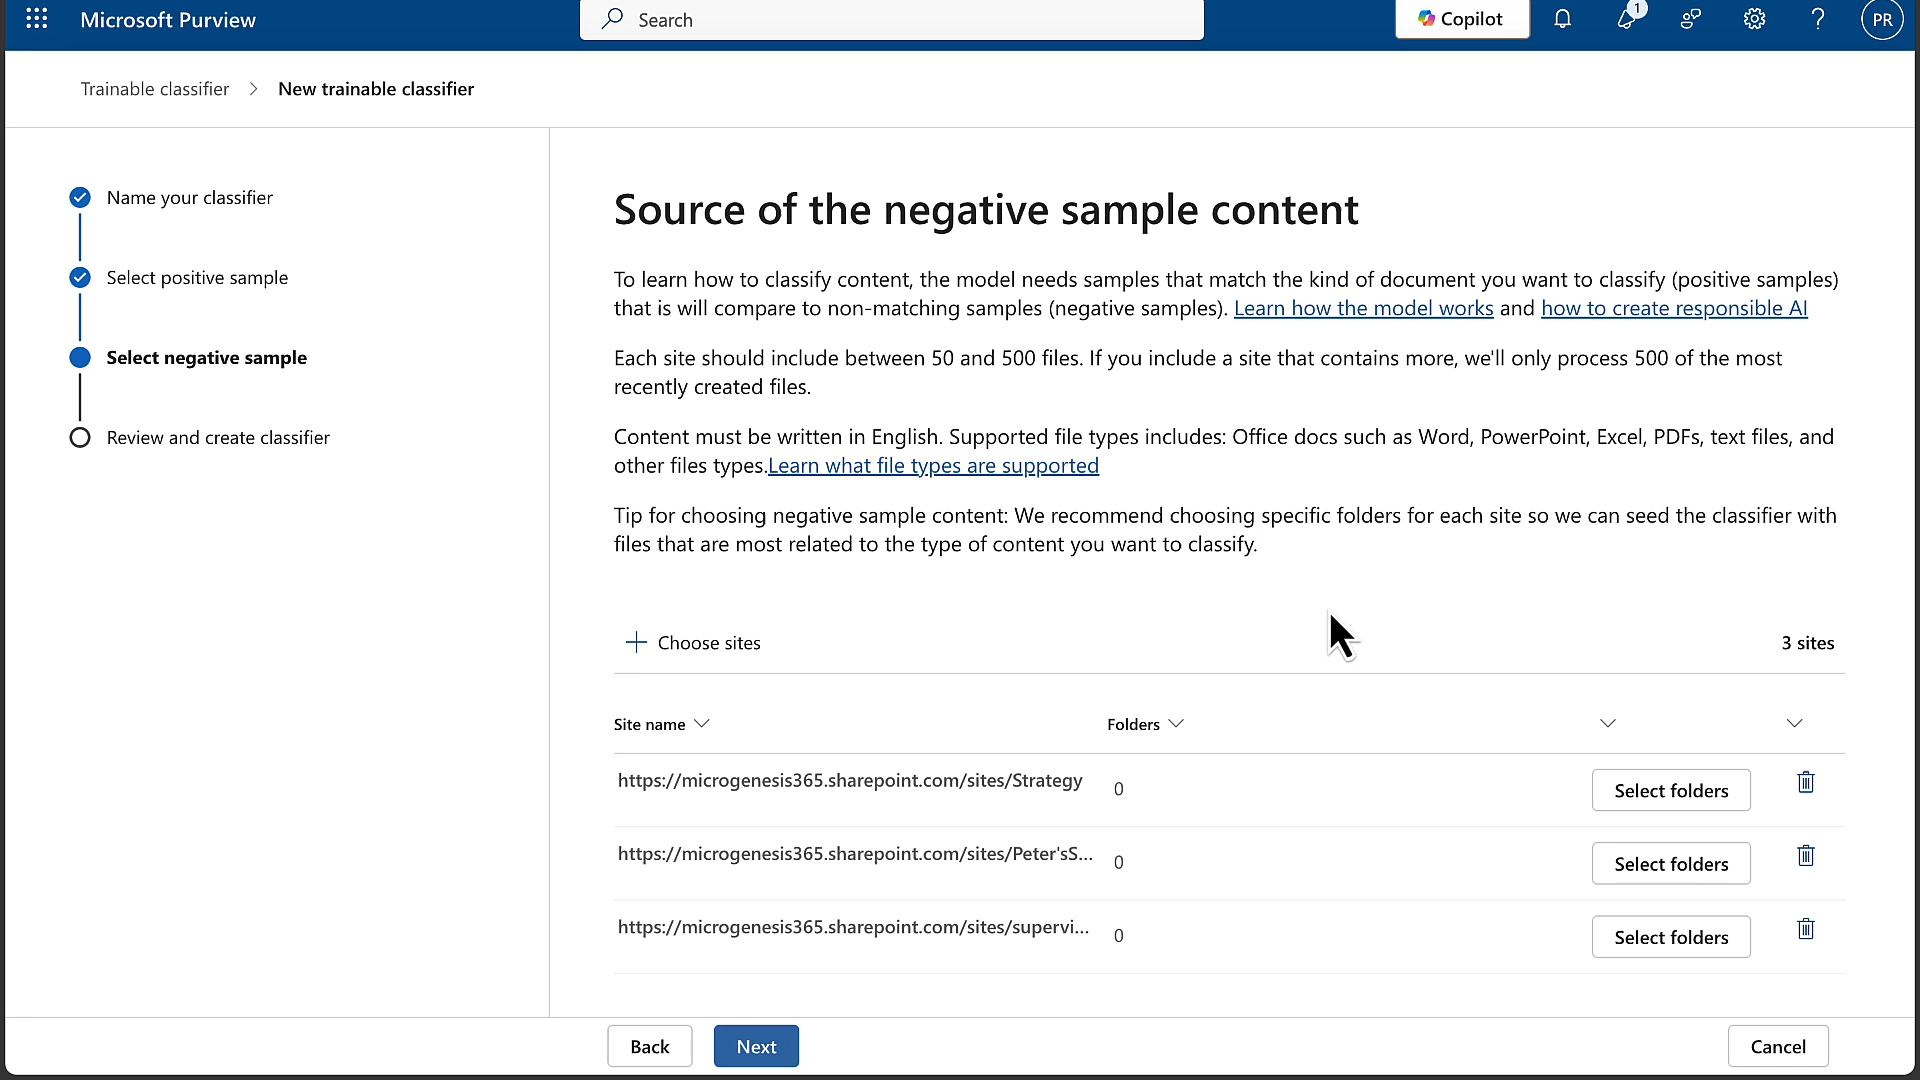 Microsoft Purview
Search
Copilot
1
?
PR
Trainable classifier > New trainable classifier
Name your classifier
Select positive sample
Select negative sample
Review and create classifier
Source of the negative sample content
To learn how to classify content, the model needs samples that match the kind of document you want to classify (positive samples)
that is will compare to non-matching samples (negative samples). Learn how the model works and how to create responsible AI
Each site should include between 50 and 500 files. If you include a site that contains more, we'll only process 500 of the most
recently created files.
Content must be written in English. Supported file types includes: Office docs such as Word, PowerPoint, Excel, PDFs, text files, and
other files types.Learn what file types are supported
Tip for choosing negative sample content: We recommend choosing specific folders for each site so we can seed the classifier with
files that are most related to the type of content you want to classify.
Choose sites
3 sites
Site name
Folders
https://microgenesis365.sharepoint.com/sites/Strategy
0
Select folders
https://microgenesis365.sharepoint.com/sites/Peter'sS...
0
Select folders
https://microgenesis365.sharepoint.com/sites/supervi...
0
Select folders
Back
Next
Cancel